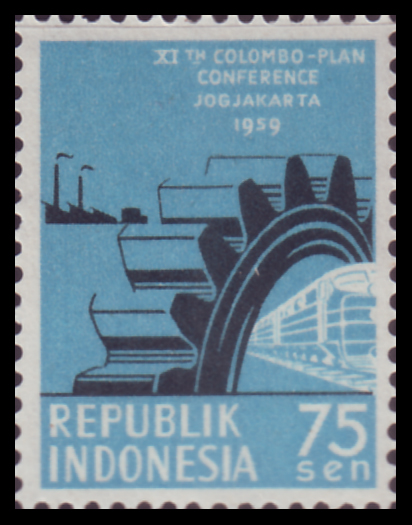 XI TH COLOMBO-PLAN
CONFERENCE
JOGJAKARTA
1959
REPUBLIK
INDONESIA
75
sen